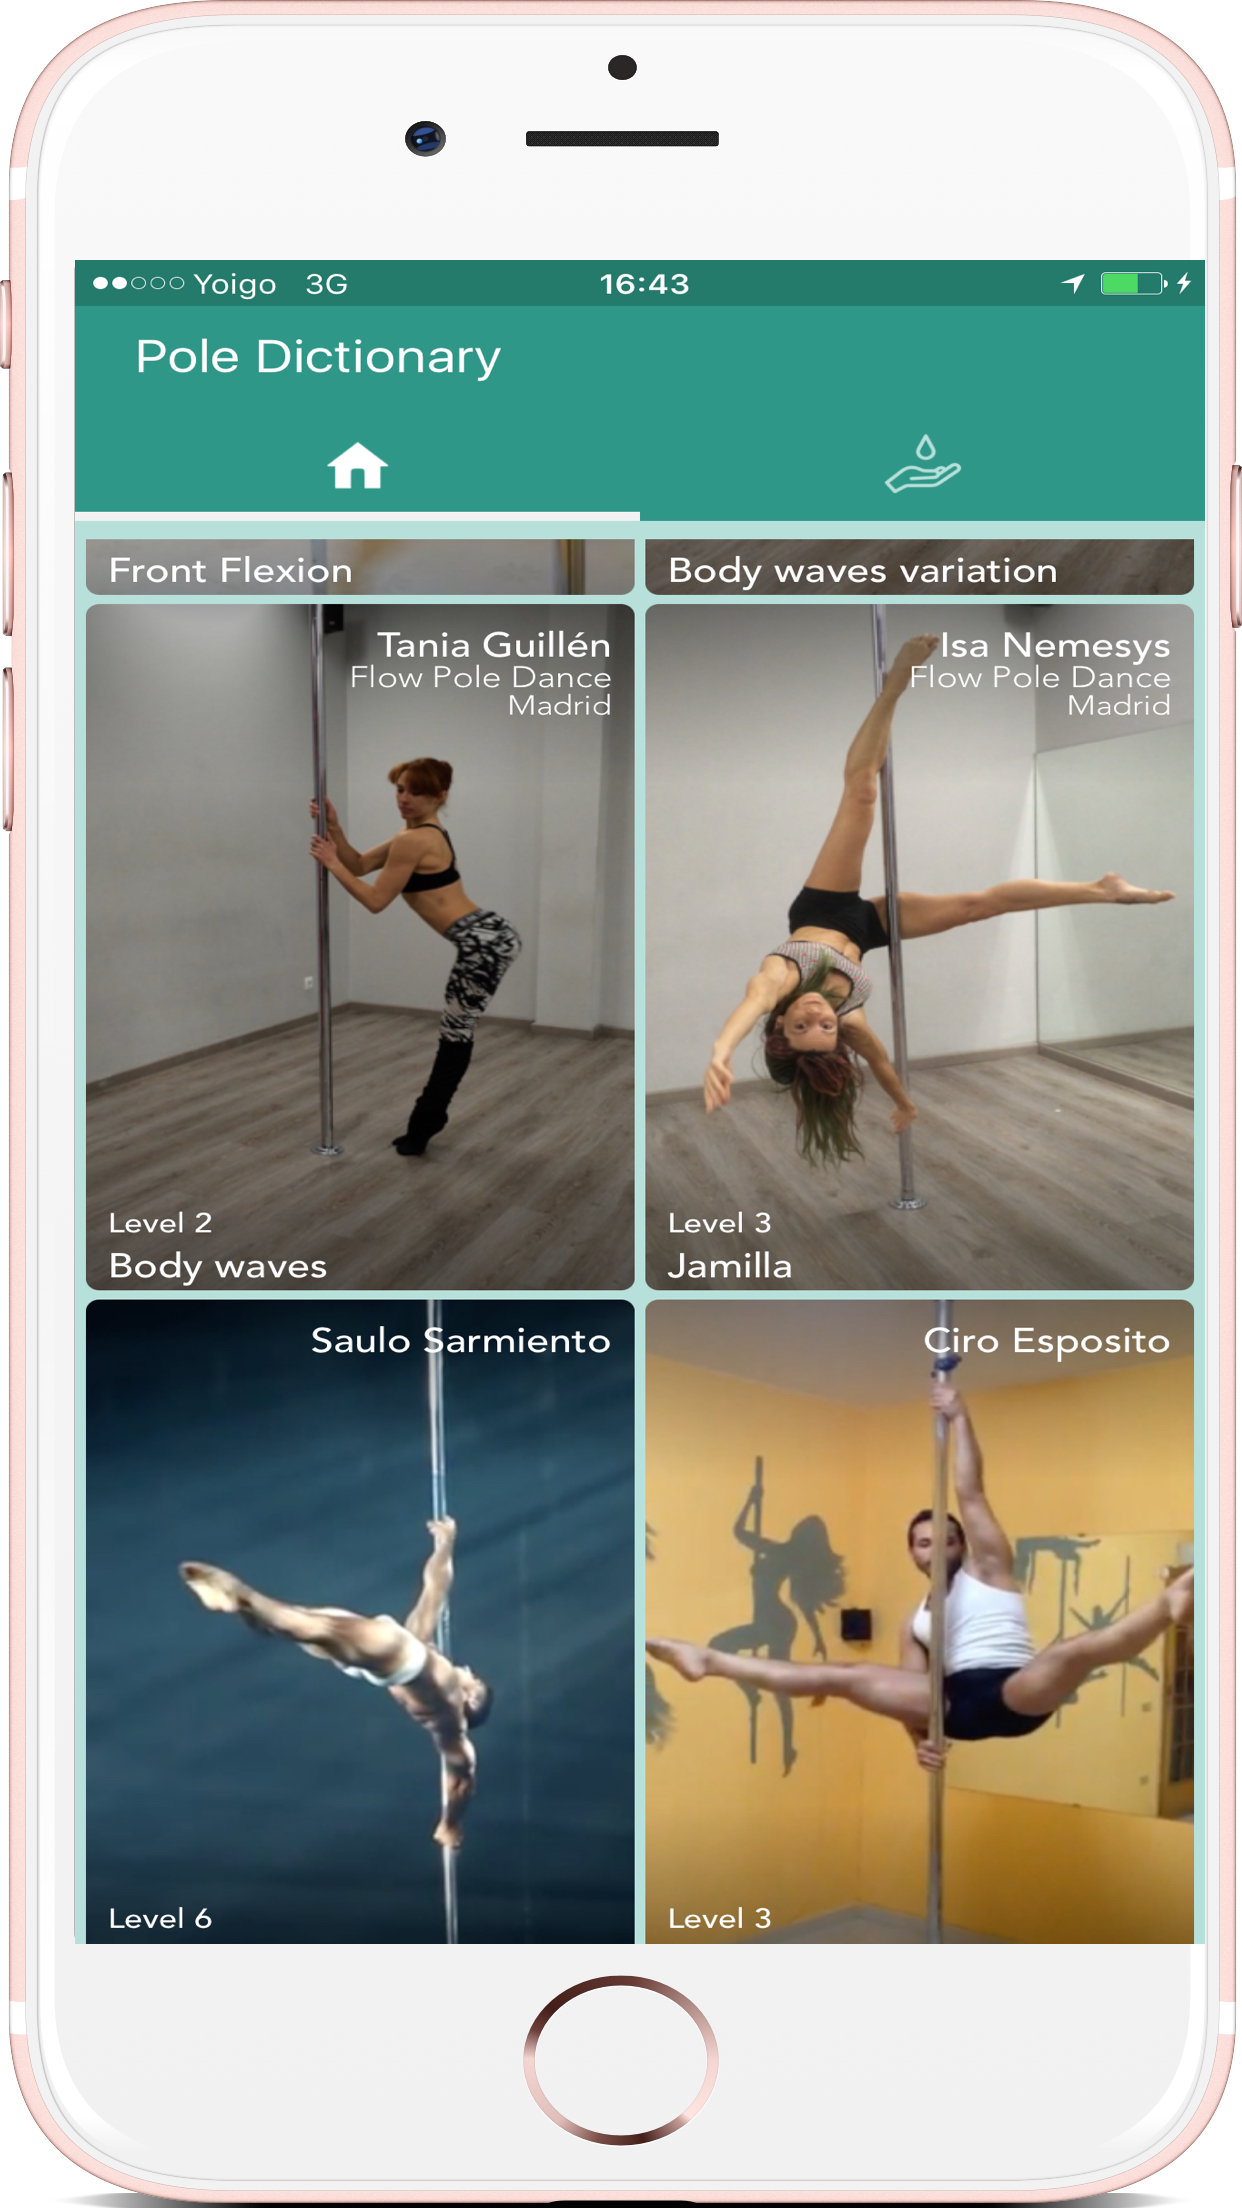 Yoigo 3G 16:43
Pole Dictionary
Front Flexion
Body waves variation
Tania Guillén
Flow Pole Dance
Madrid
Level 2
Body waves
Isa Nemesys
Flow Pole Dance
Madrid
Level 3
Jamilla
Saulo Sarmiento
Level 6
Ciro Esposito
Level 3